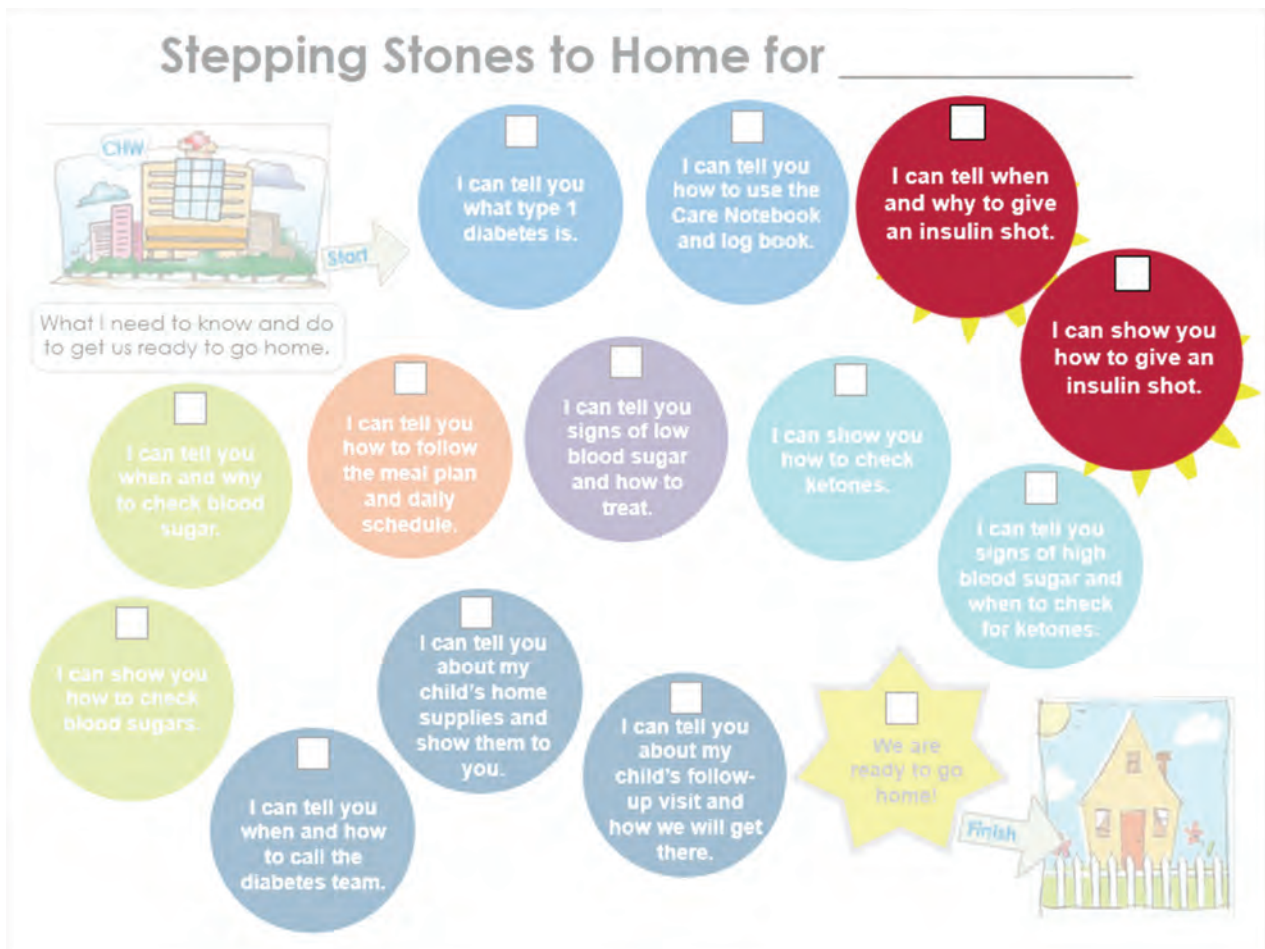 Stepping Stones to Home for
CHW
Start
What I need to know and do
to get us ready to go home.
I can tell you
what type 1
diabetes is.
I can tell you
how to use the
Care Notebook
and log book.
I can tell when
and why to give
an insulin shot.
I can show you
how to give an
insulin shot.
I can tell you
signs of high
blood sugar and
when to check
for ketones.
I can show you
how to check
ketones.
I can tell you
signs of low
blood sugar
and how to
treat.
I can tell you
how to follow
the meal plan
and daily
schedule.
I can tell you
when and why
to check blood
sugar.
I can show you
how to check
blood sugars.
I can tell you
when and how
to call the
diabetes team.
I can tell you
about my
child's home
supplies and
show them to
you.
I can tell you
about my
child's follow-
up visit and
how we will get
there.
We are
ready to go
home!
Finish